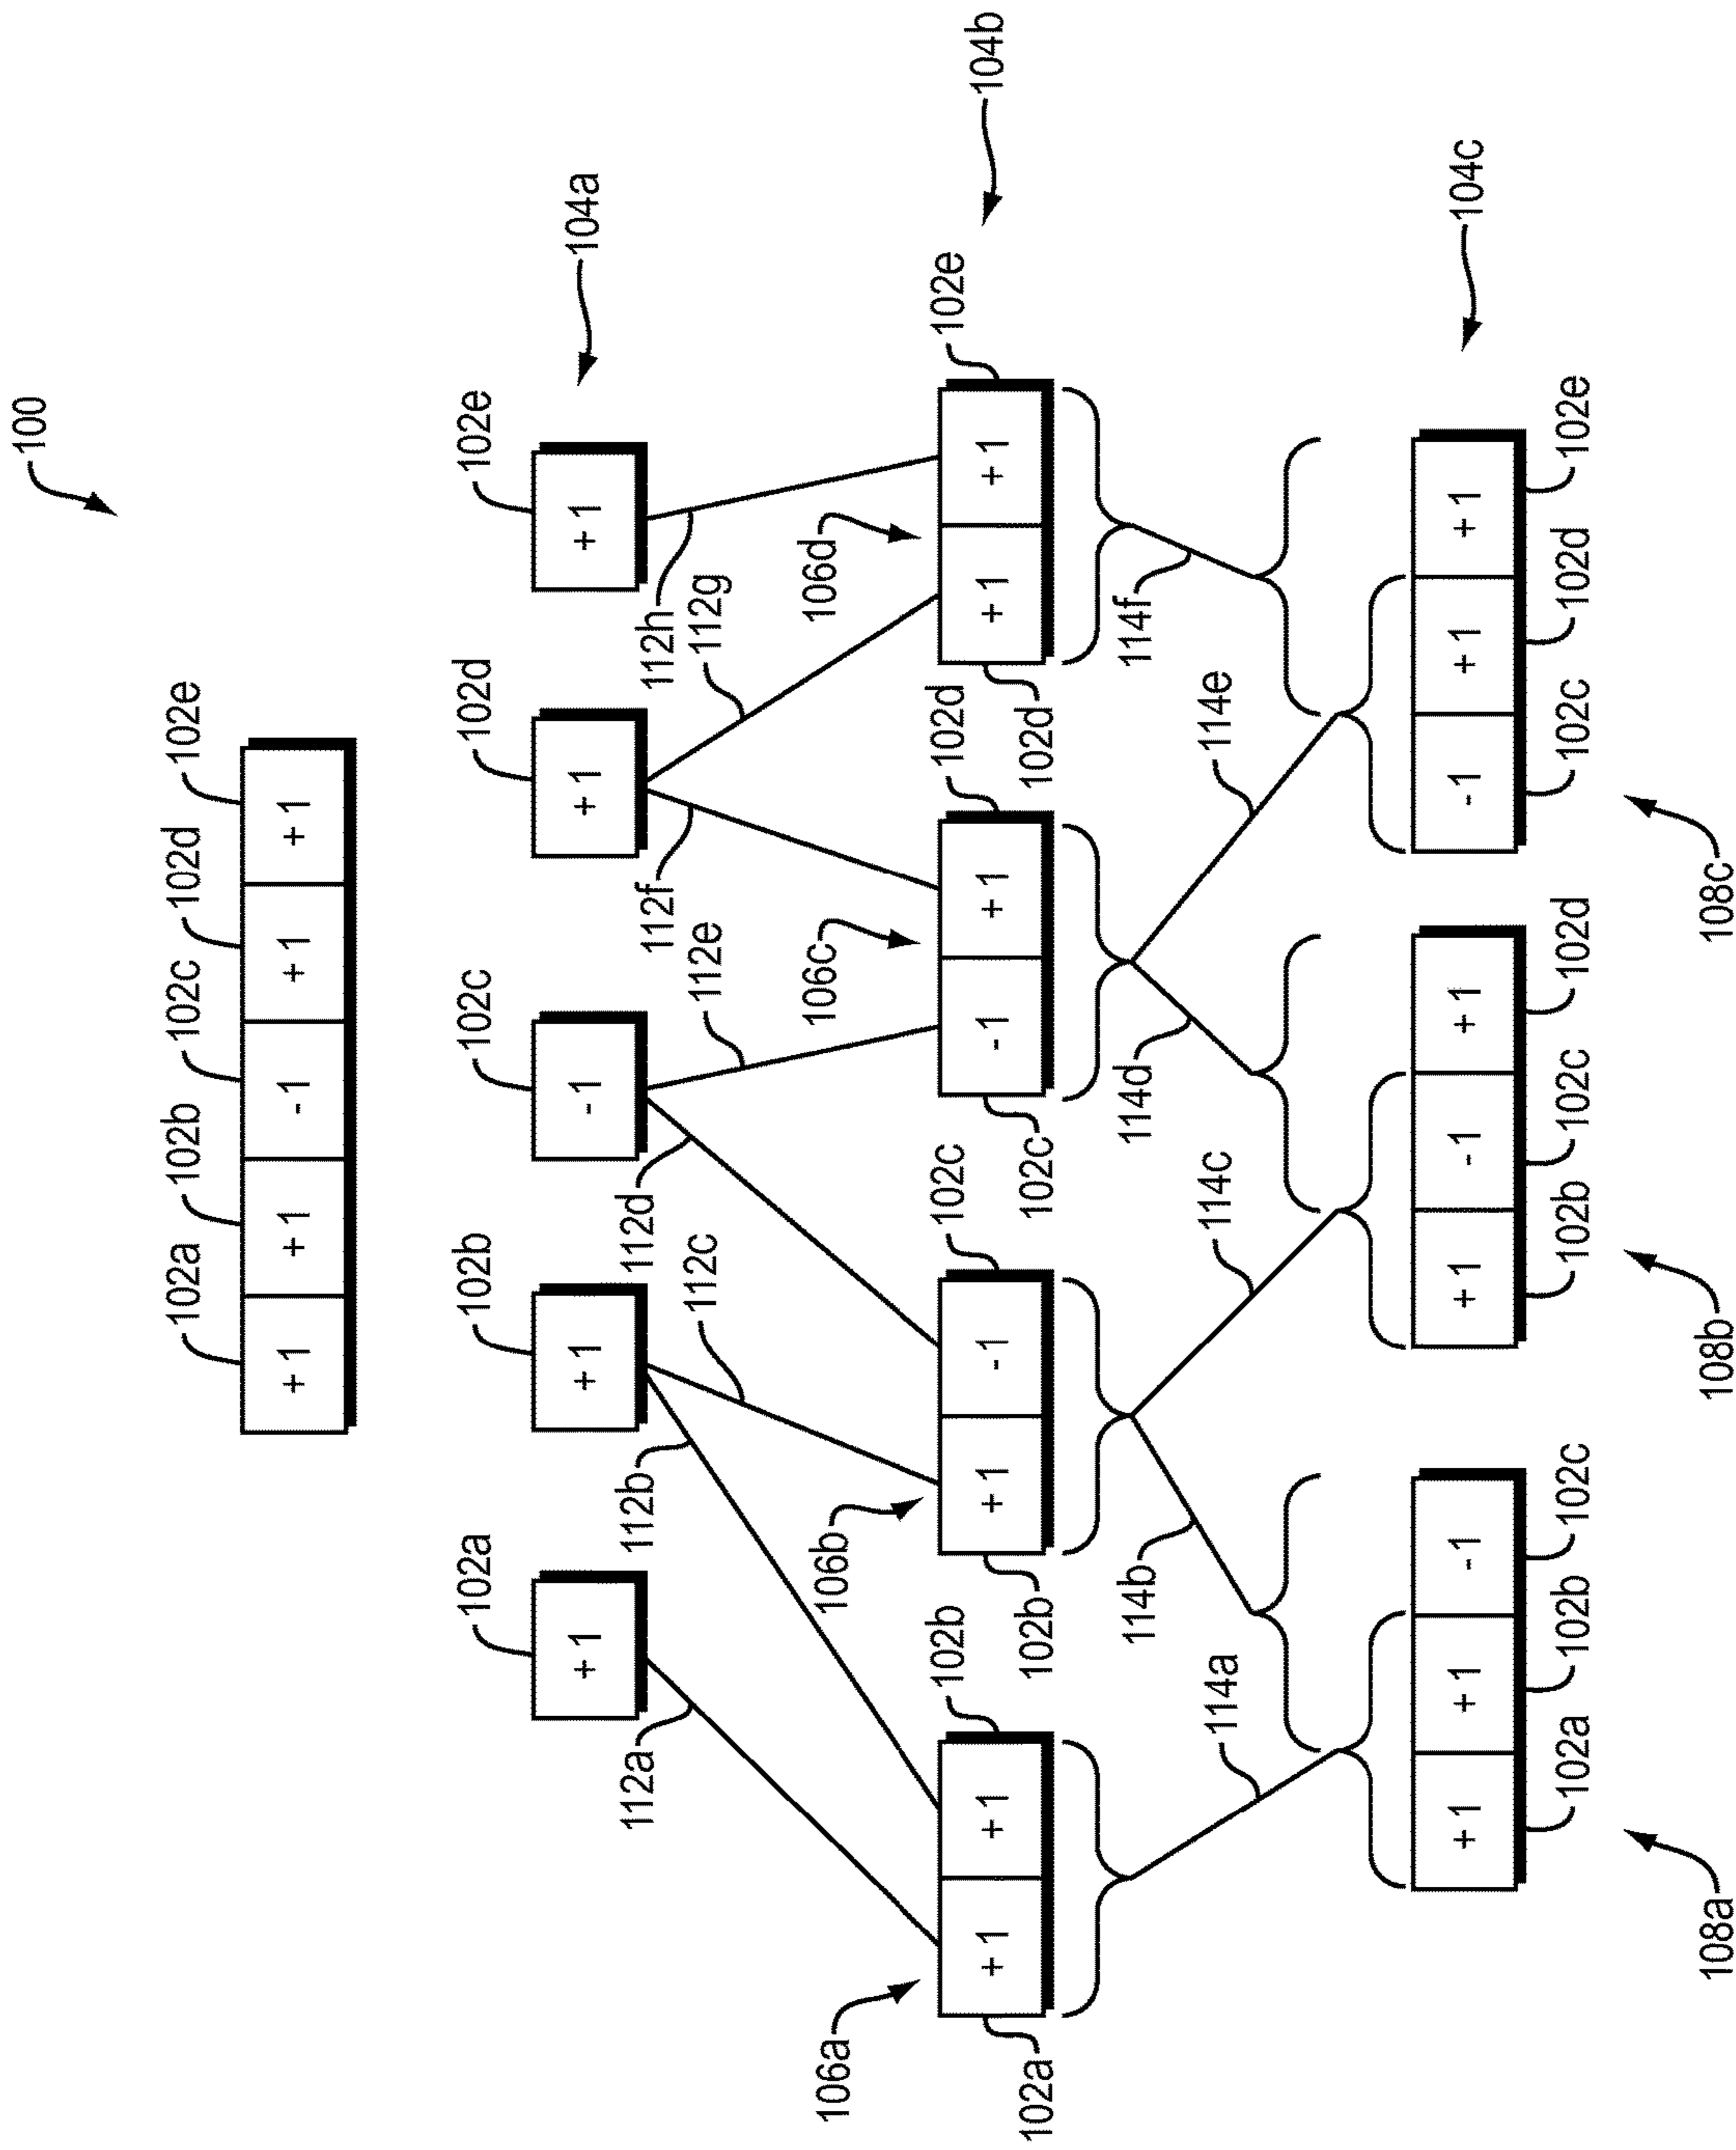 100
102a 102b 102c 102d 102e
+1 +1 -1 +1 +1
102a 102b 102c 102d 102e
104a
+1 +1 -1 +1 +1
112a 112b 112d 112f 112h
112c 112e 112g
106a 106b 106c 106d
102b 102c 102d 102e
104b
+1 +1 +1 -1 -1 +1 +1 +1
102a 102b 102c 102d
114b 114d 114f
114a 114c 114e
104c
+1 +1 -1 +1 -1 +1 -1 +1 +1
102a 102b 102c 102b 102c 102d 102c 102d 102e
108a 108b 108c